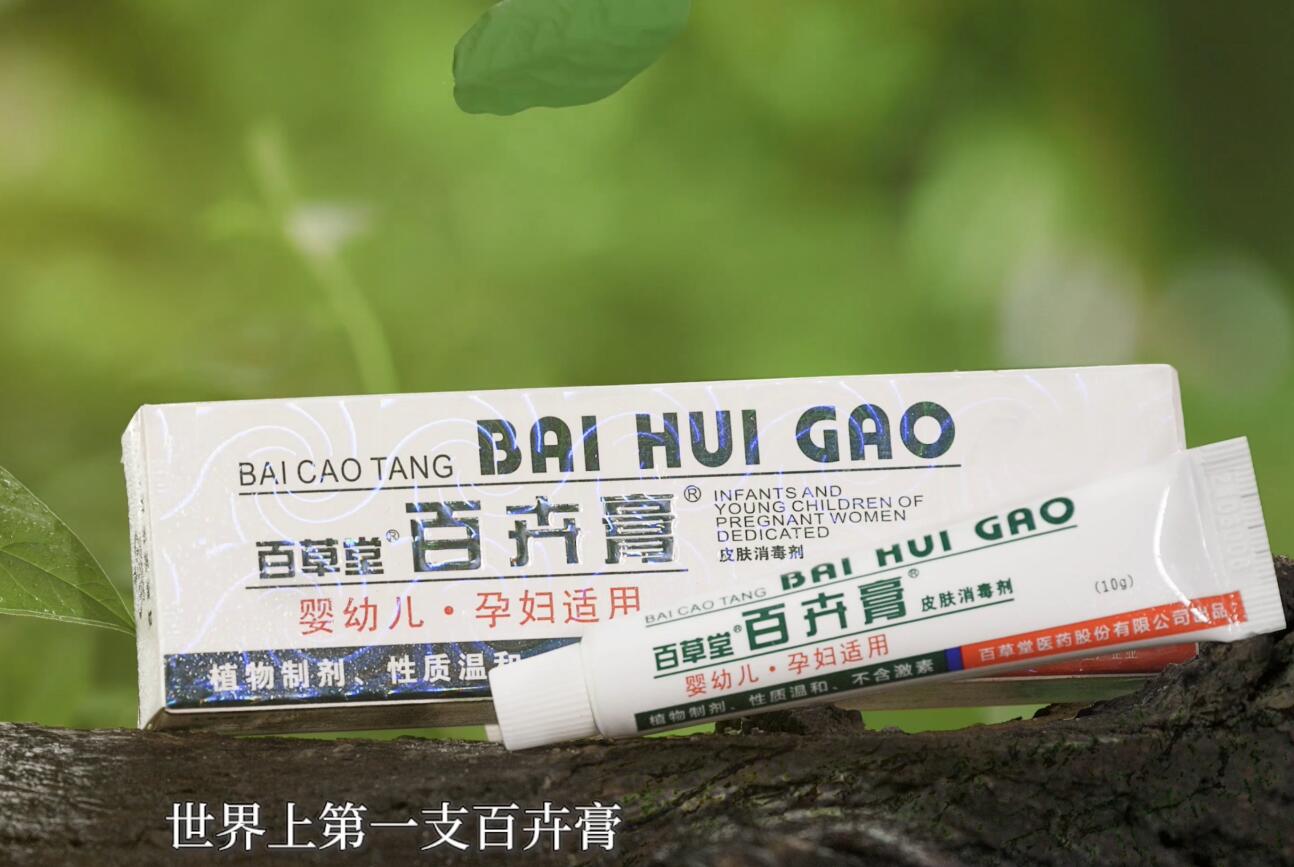 BAI CAO TANG BAI HUI GAO
百草堂® 百卉膏®
INFANTS AND
YOUNG CHILDREN OF
PREGNANT WOMEN
DEDICATED
皮肤消毒剂
婴幼儿·孕妇适用
植物制剂、性质温和
BAI CAO TANG BAI HUI GAO
百草堂® 百卉膏® 皮肤消毒剂
(10g)
婴幼儿·孕妇适用
植物制剂、性质温和、不含激素
百草堂医药股份有限公司出品
世界上第一支百卉膏